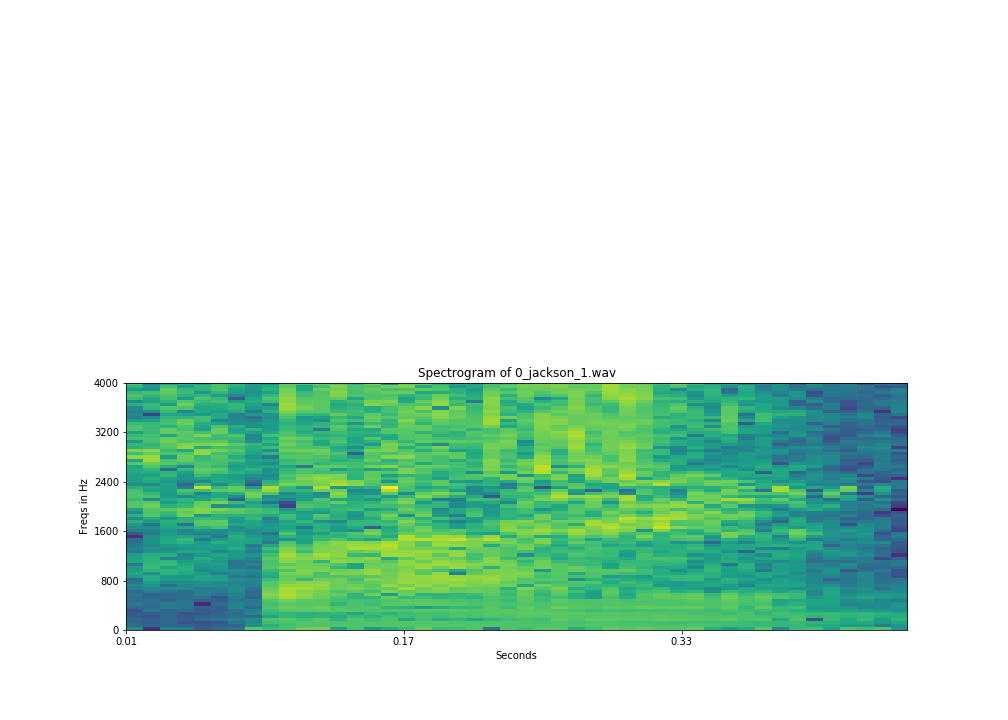 Spectrogram of 0_jackson_1.wav
4000
3200
2400
1600
800
0
Freqs in Hz
0.01 0.17 0.33
Seconds